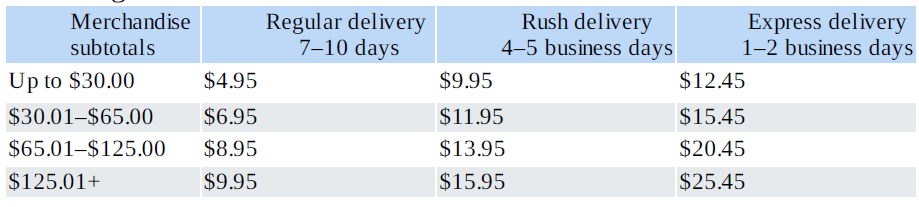 Merchandise subtotals Regular delivery 7–10 days Rush delivery 4–5 business days Express delivery 1–2 business days
Up to $30.00 $4.95 $9.95 $12.45
$30.01–$65.00 $6.95 $11.95 $15.45
$65.01–$125.00 $8.95 $13.95 $20.45
$125.01+ $9.95 $15.95 $25.45